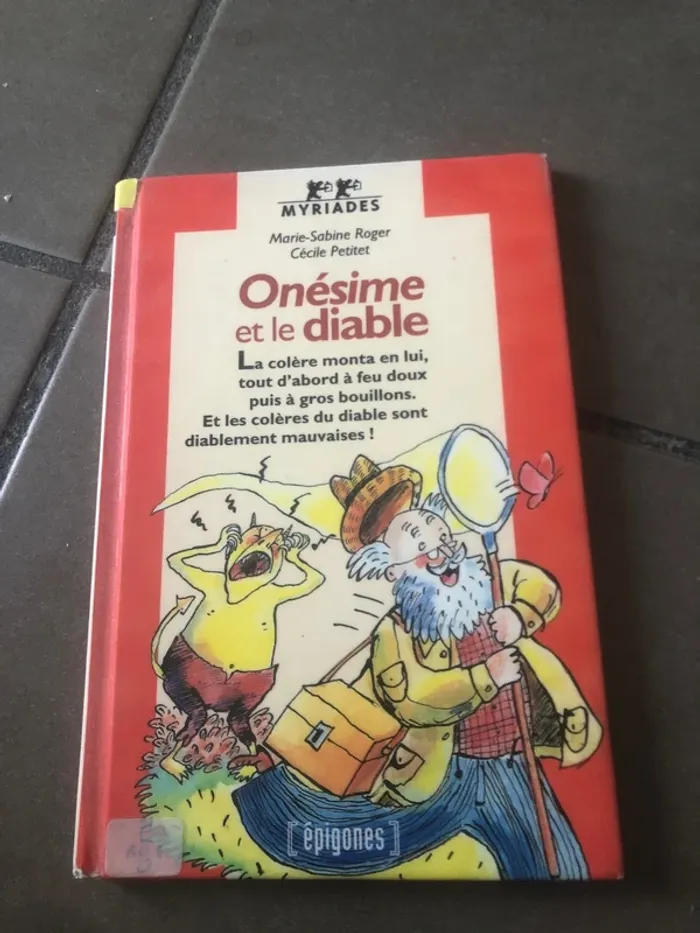 MYRIADES
Marie-Sabine Roger
Cécile Petitet
Onésime
et le diable
La colère monta en lui,
tout d'abord à feu doux
puis à gros bouillons.
Et les colères du diable sont
diablement mauvaises !
[épigones]